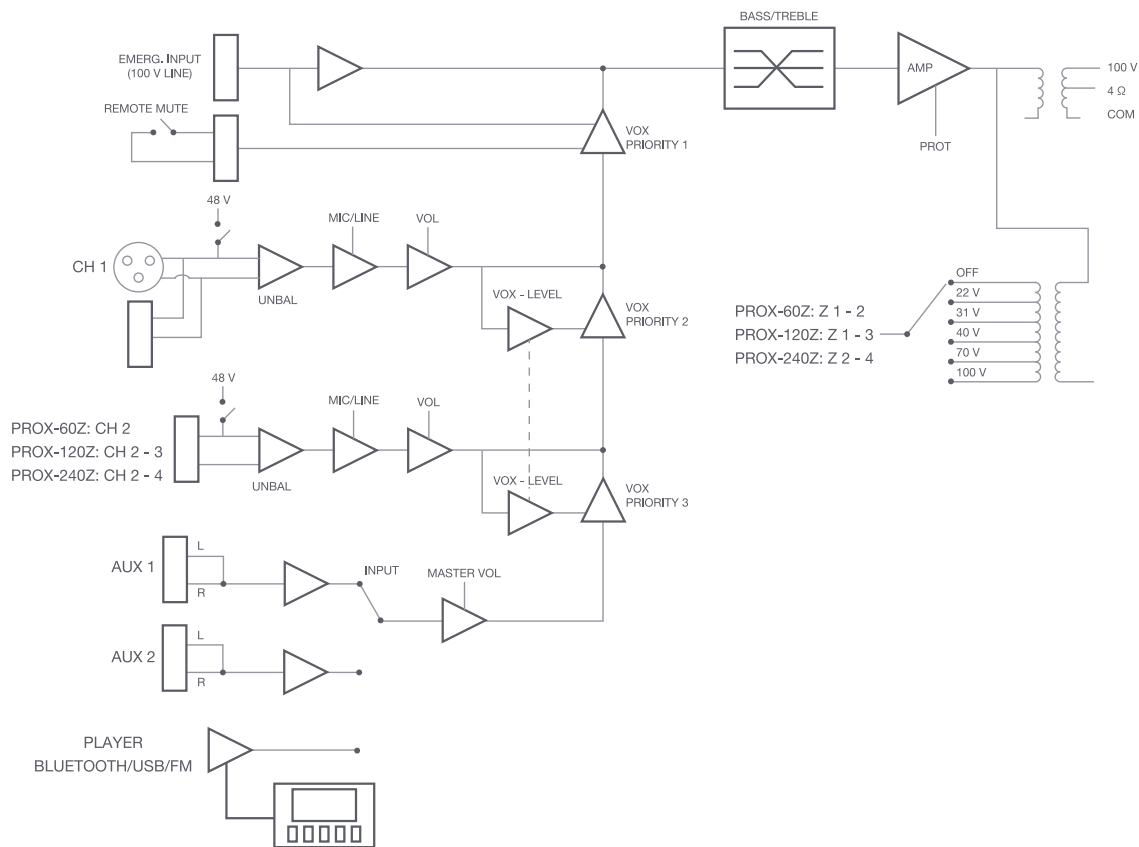 BASS/TREBLE
EMERG. INPUT
(100 V LINE)
AMP
100 V
4 Ω
COM
REMOTE MUTE
VOX
PRIORITY 1
PROT
48 V
MIC/LINE
VOL
CH 1
UNBAL
VOX - LEVEL
VOX
PRIORITY 2
OFF
22 V
31 V
40 V
70 V
100 V
PROX-60Z: Z 1 - 2
PROX-120Z: Z 1 - 3
PROX-240Z: Z 2 - 4
48 V
MIC/LINE
VOL
PROX-60Z: CH 2
PROX-120Z: CH 2 - 3
PROX-240Z: CH 2 - 4
UNBAL
VOX - LEVEL
VOX
PRIORITY 3
AUX 1
L
R
INPUT
MASTER VOL
AUX 2
L
R
PLAYER
BLUETOOTH/USB/FM